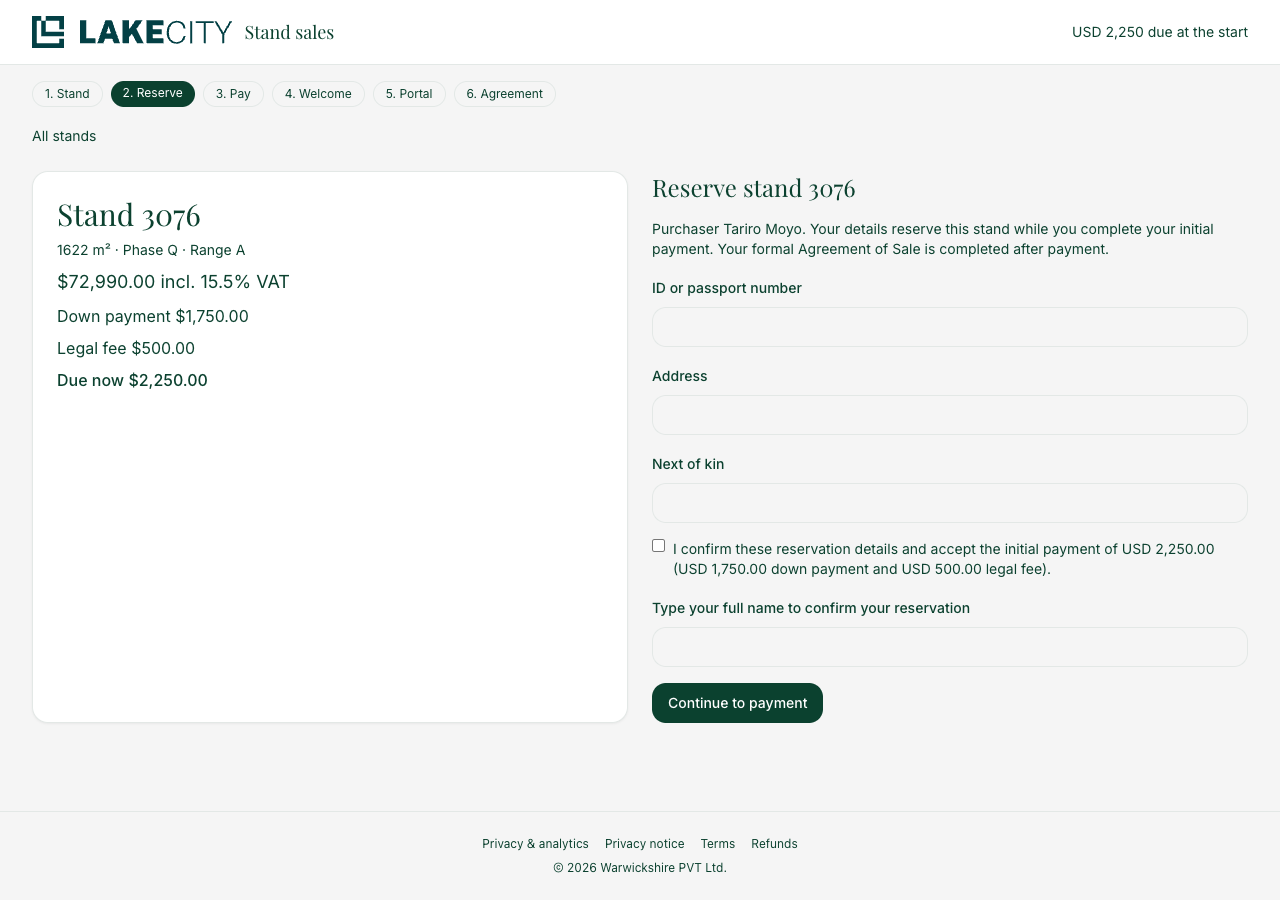 LAKECITY Stand sales
USD 2,250 due at the start
1. Stand
2. Reserve
3. Pay
4. Welcome
5. Portal
6. Agreement
All stands
Stand 3076
1622 m² · Phase Q · Range A
$72,990.00 incl. 15.5% VAT
Down payment $1,750.00
Legal fee $500.00
Due now $2,250.00
Reserve stand 3076
Purchaser Tariro Moyo. Your details reserve this stand while you complete your initial
payment. Your formal Agreement of Sale is completed after payment.
ID or passport number
Address
Next of kin
I confirm these reservation details and accept the initial payment of USD 2,250.00
(USD 1,750.00 down payment and USD 500.00 legal fee).
Type your full name to confirm your reservation
Continue to payment
Privacy & analytics Privacy notice Terms Refunds
© 2026 Warwickshire PVT Ltd.